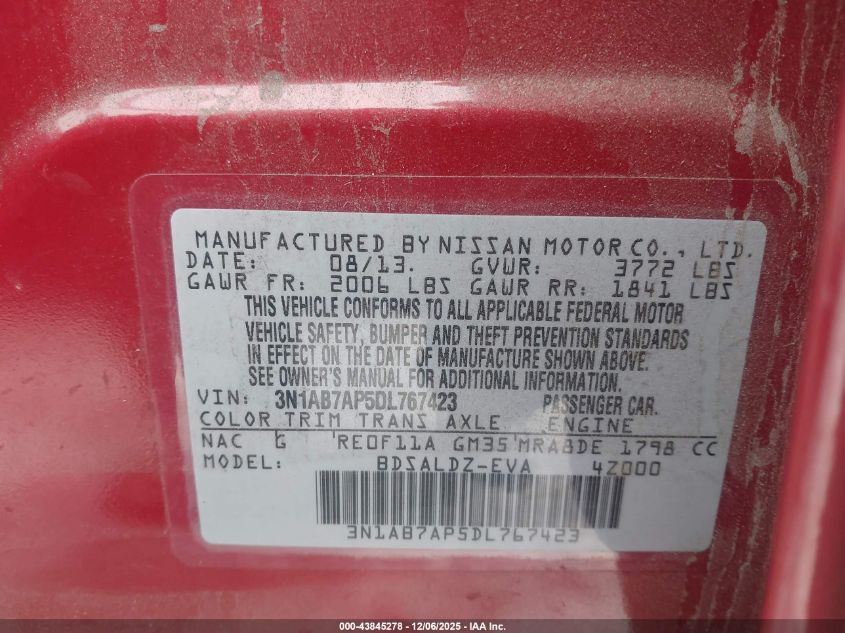 MANUFACTURED BY NISSAN MOTOR CO., LTD.
DATE: 08/13. GVWR: 3772 LBS
GAWR FR: 2006 LBS GAWR RR: 1841 LBS
THIS VEHICLE CONFORMS TO ALL APPLICABLE FEDERAL MOTOR
VEHICLE SAFETY, BUMPER AND THEFT PREVENTION STANDARDS
IN EFFECT ON THE DATE OF MANUFACTURE SHOWN ABOVE.
SEE OWNER'S MANUAL FOR ADDITIONAL INFORMATION.
VIN: 3N1AB7AP5DL767423 PASSENGER CAR.
COLOR TRIM TRANS AXLE ENGINE
NAC G RE0F11A GM35 MRA8DE 1798 CC
MODEL: BDSALDZ-EVA 4Z000
3N1AB7AP5DL767423
000-43845278 - 12/06/2025 - IAA Inc.